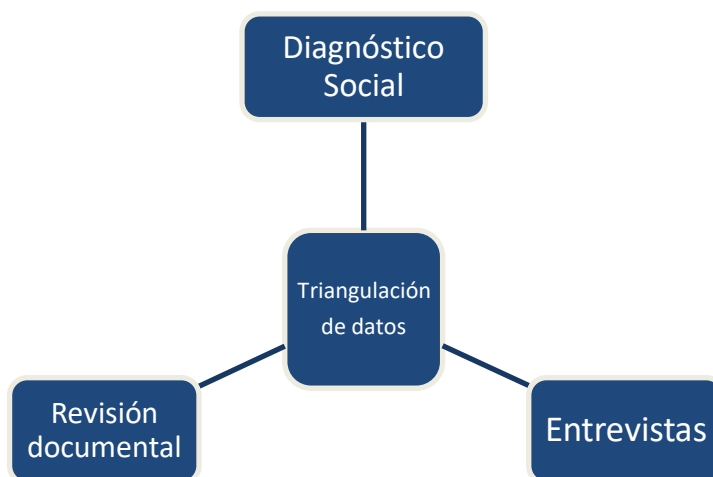 Diagnóstico
Social
Triangulación
de datos
Revisión
documental
Entrevistas